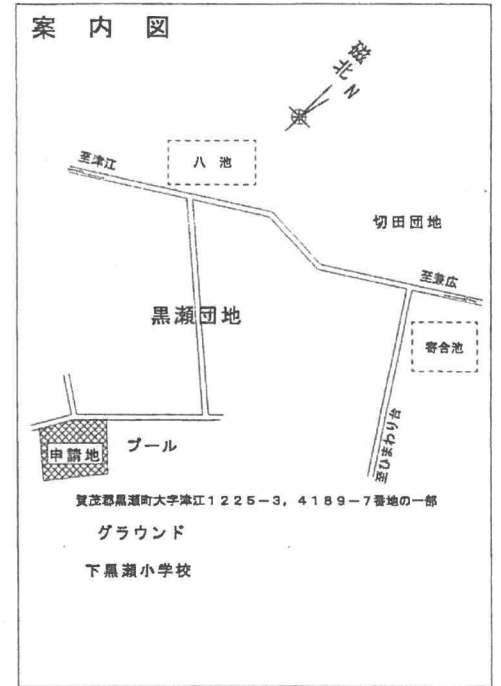 案内図
磁北 N
至津江
八池
切田団地
至兼広
黒瀬団地
寄合池
至ひまわり台
申請地
プール
賀茂郡黒瀬町大字津江1225－3，4189－7番地の一部
グラウンド
下黒瀬小学校